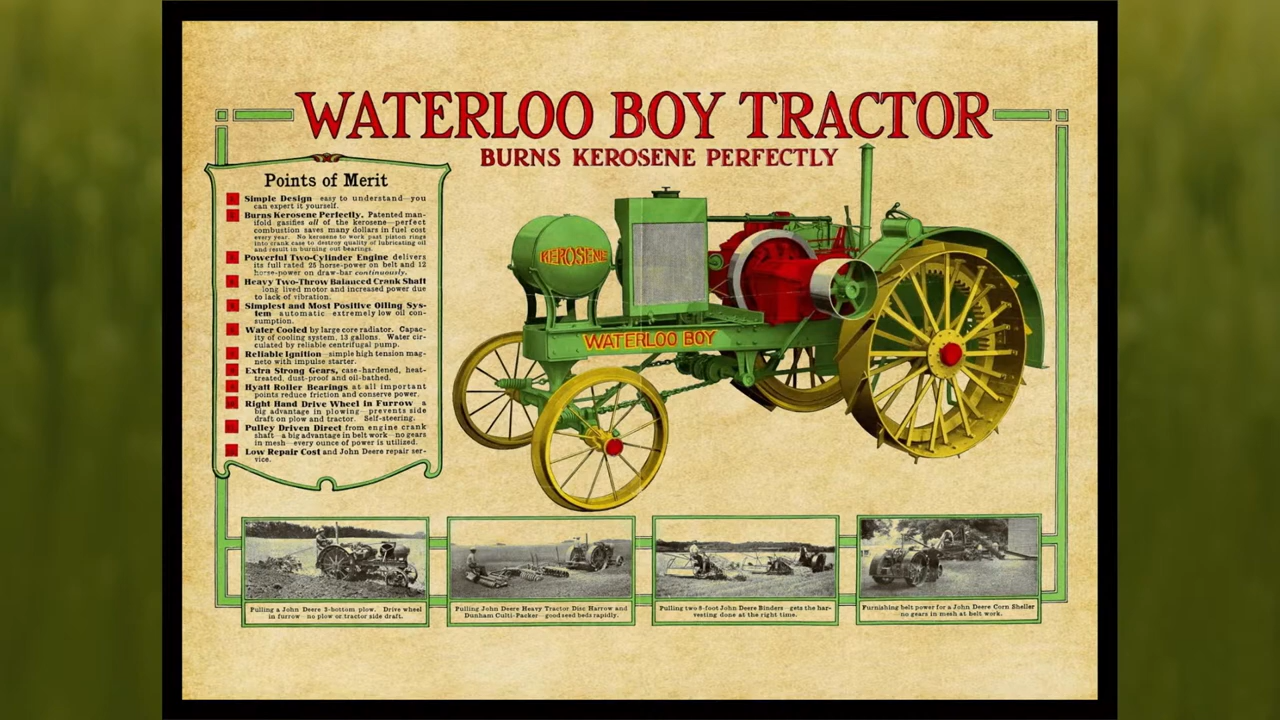 WATERLOO BOY TRACTOR
BURNS KEROSENE PERFECTLY
Points of Merit
Simple Design—easy to understand—you
can expert it yourself.
Burns Kerosene Perfectly. Patented man-
ifold gasifies all of the kerosene—perfect
combustion saves many dollars in fuel cost
every year. No kerosene to work past piston rings
into crank case to destroy quality of lubricating oil
and result in burning out bearings.
Powerful Two-Cylinder Engine delivers
its full rated 25 horse-power on belt and 12
horse-power on draw-bar continuously.
Heavy Two-Throw Balanced Crank Shaft
long lived motor and increased power due
to lack of vibration.
Simplest and Most Positive Oiling Sys-
tem—automatic—extremely low oil con-
sumption.
Water Cooled by large core radiator. Capac-
ity of cooling system, 13 gallons. Water cir-
culated by reliable centrifugal pump.
Reliable Ignition—simple high tension mag-
neto with impulse starter.
Extra Strong Gears, case-hardened, heat-
treated, dust-proof and oil-bathed.
Hyatt Roller Bearings at all important
points reduce friction and conserve power.
Right Hand Drive Wheel in Furrow—a
big advantage in plowing—prevents side
draft on plow and tractor. Self-steering.
Pulley Driven Direct from engine crank
shaft—a big advantage in belt work—no gears
in mesh—every ounce of power is utilized.
Low Repair Cost and John Deere repair ser-
vice.
KEROSENE
WATERLOO BOY
Pulling a John Deere 2-bottom plow. Drive wheel
in furrow—no plow or tractor side draft.
Pulling John Deere Heavy Tractor Disc Harrow and
Dunham Culti-Packer—good seed beds rapidly.
Pulling two 8-foot John Deere Binders—gets the har-
vesting done at the right time.
Furnishing belt power for a John Deere Corn Sheller
no gears in mesh at belt work.